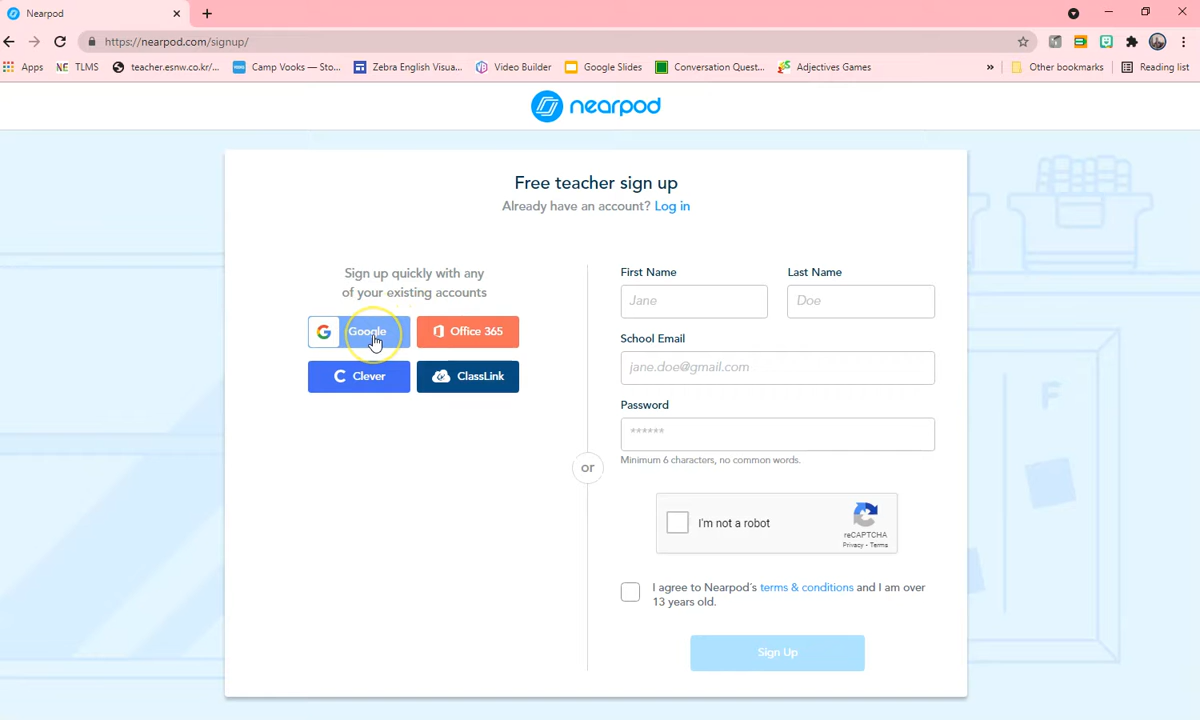 Nearpod
https://nearpod.com/signup/
Apps
NE TLMS
teacher.esnw.co.kr/...
Camp Vooks — Sto...
Zebra English Visua...
Video Builder
Google Slides
Conversation Quest...
Adjectives Games
»
Other bookmarks
Reading list
nearpod
Free teacher sign up
Already have an account? Log in
Sign up quickly with any
of your existing accounts
G Google
Office 365
C Clever
ClassLink
or
First Name
Last Name
Jane
Doe
School Email
jane.doe@gmail.com
Password
******
Minimum 6 characters, no common words.
I'm not a robot
reCAPTCHA
Privacy - Terms
I agree to Nearpod's terms & conditions and I am over
13 years old.
Sign Up
F